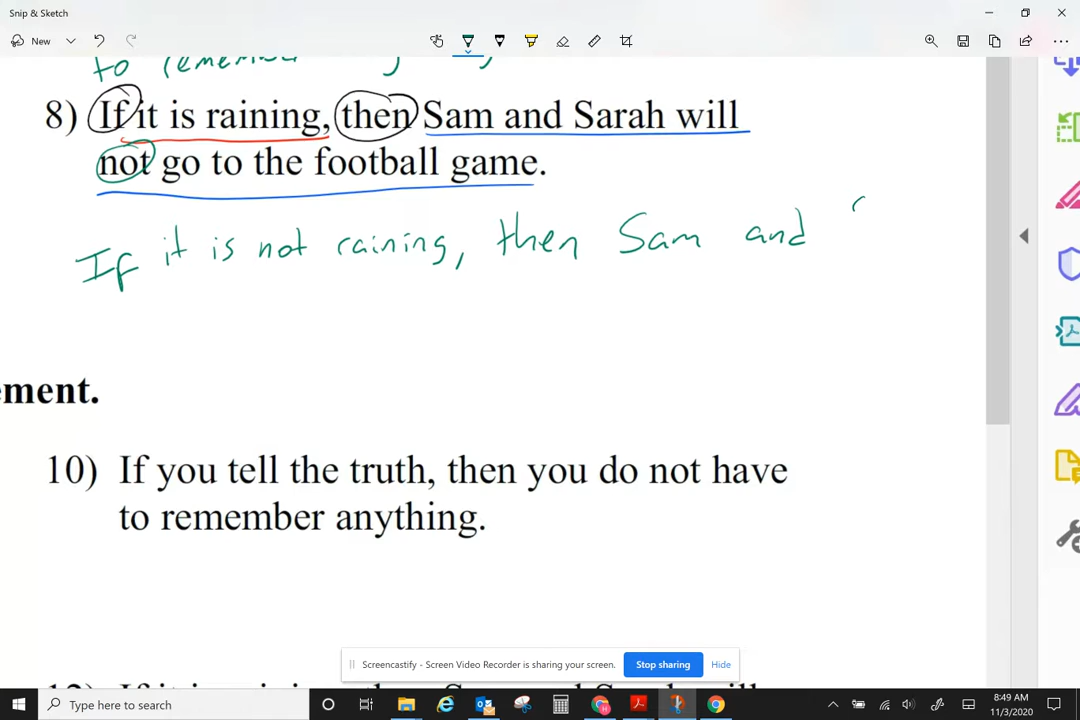 Snip & Sketch
New
to remember
8) If it is raining, then Sam and Sarah will
not go to the football game.
If it is not raining, then Sam and
ement.
10) If you tell the truth, then you do not have
to remember anything.
Screencastify - Screen Video Recorder is sharing your screen.
Stop sharing
Hide
Type here to search
8:49 AM
11/3/2020